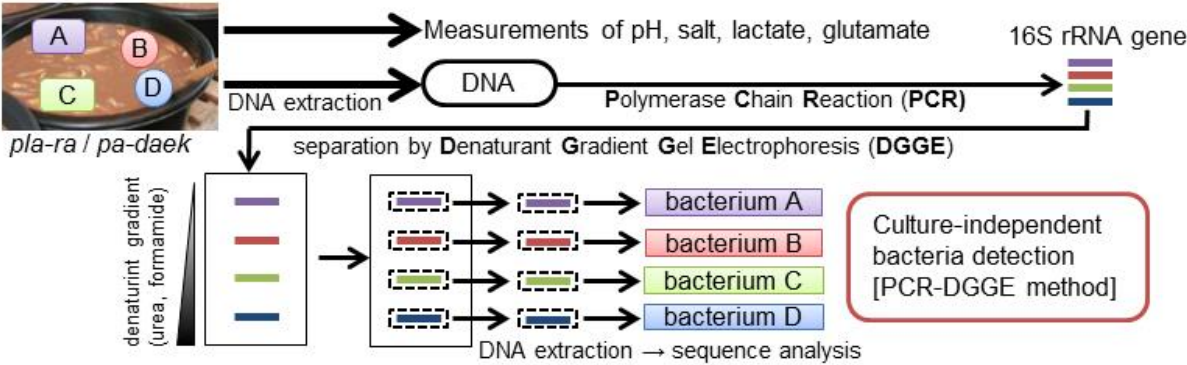 A
B
C
D
pla-ra / pa-daek
Measurements of pH, salt, lactate, glutamate
DNA extraction
DNA
Polymerase Chain Reaction (PCR)
16S rRNA gene
separation by Denaturant Gradient Gel Electrophoresis (DGGE)
denaturint gradient
(urea, formamide)
bacterium A
bacterium B
bacterium C
bacterium D
DNA extraction → sequence analysis
Culture-independent
bacteria detection
[PCR-DGGE method]